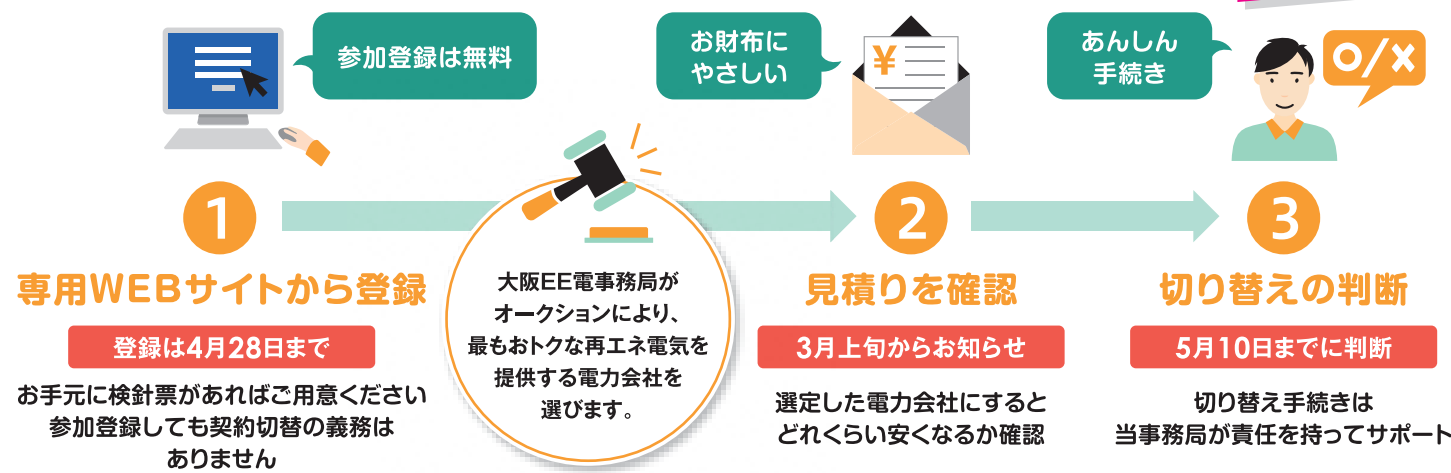 参加登録は無料
お財布に
やさしい
¥
あんしん
手続き
○/×
1
専用WEBサイトから登録
登録は4月28日まで
お手元に検針票があればご用意ください
参加登録しても契約切替の義務は
ありません
大阪EE電事務局が
オークションにより、
最もおトクな再エネ電気を
提供する電力会社を
選びます。
2
見積りを確認
3月上旬からお知らせ
選定した電力会社にすると
どれくらい安くなるか確認
3
切り替えの判断
5月10日までに判断
切り替え手続きは
当事務局が責任を持ってサポート